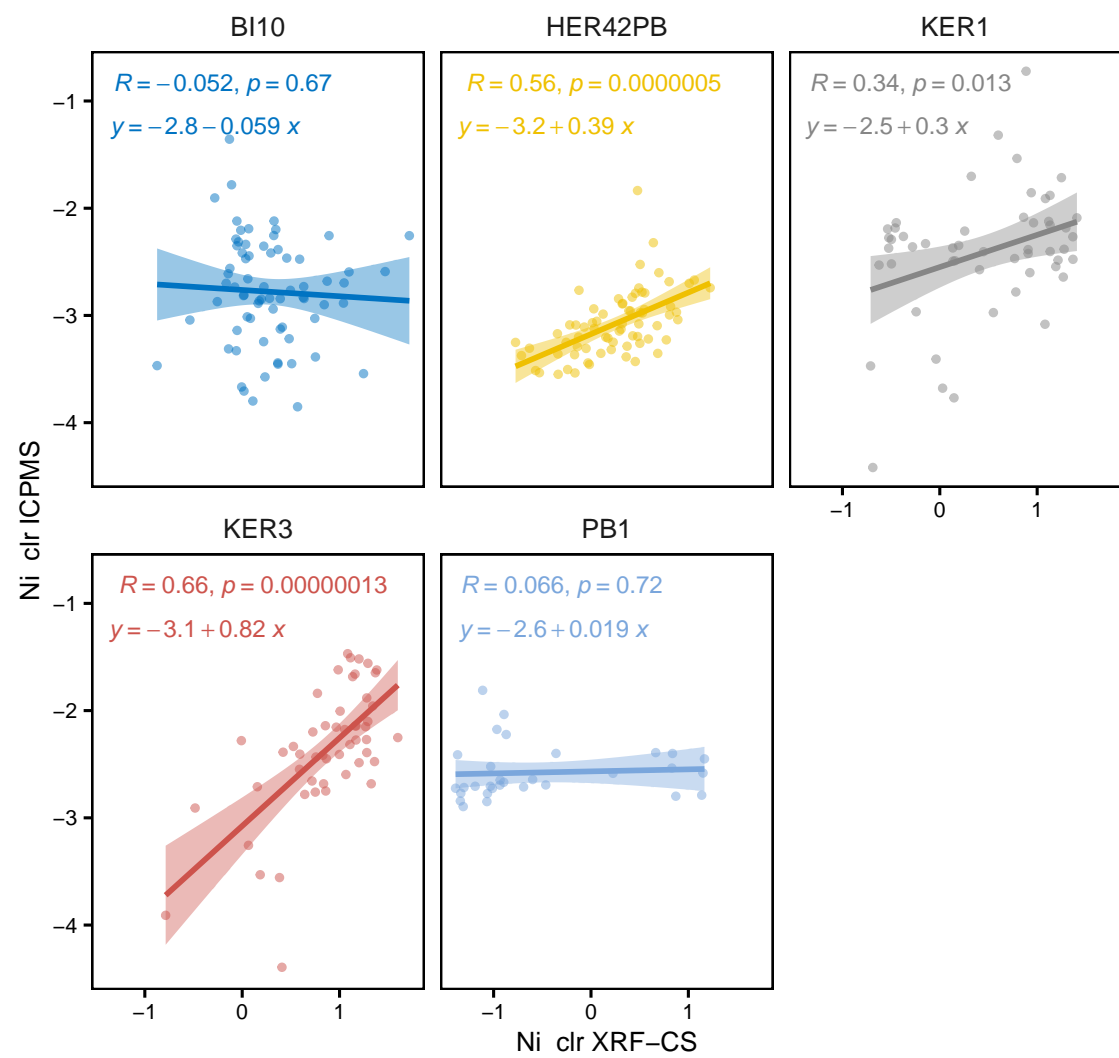 BI10 HER42PB KER1
R = −0.052, p = 0.67
y = −2.8 − 0.059 x
R = 0.56, p = 0.0000005
y = −3.2 + 0.39 x
R = 0.34, p = 0.013
y = −2.5 + 0.3 x
−1
−2
−3
−4
−1 0 1
Ni clr ICPMS
KER3 PB1
R = 0.66, p = 0.00000013
y = −3.1 + 0.82 x
R = 0.066, p = 0.72
y = −2.6 + 0.019 x
−1
−2
−3
−4
−1 0 1 −1 0 1
Ni clr XRF−CS